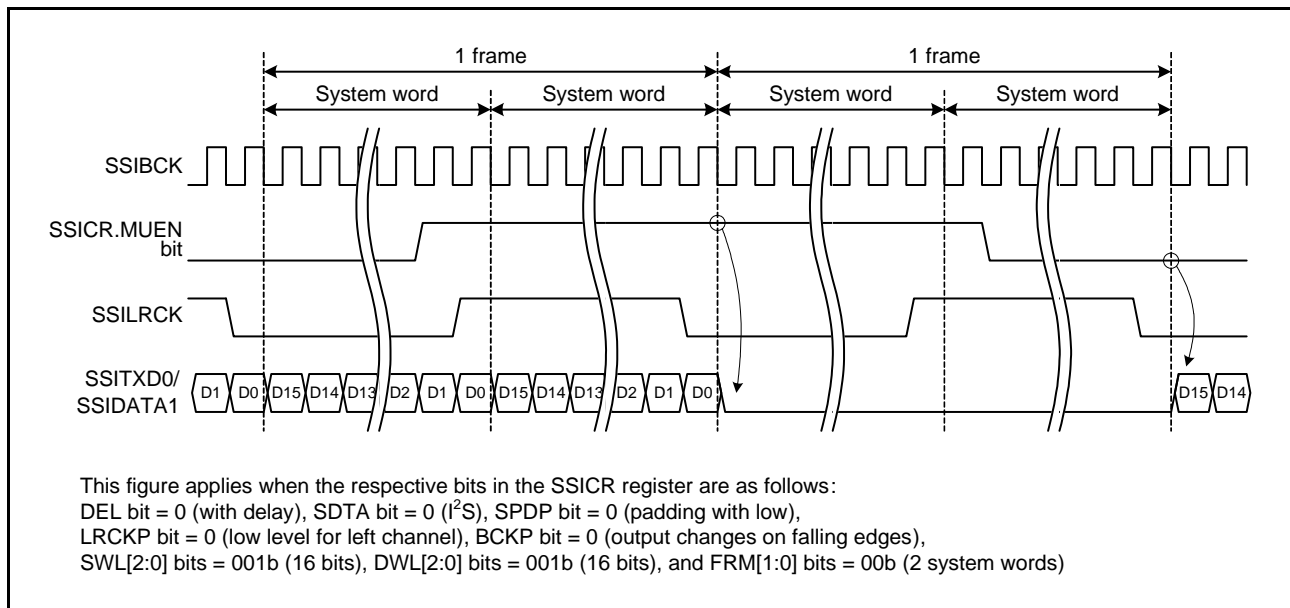 1 frame 1 frame
System word System word System word System word
SSIBCK
SSICR.MUEN
bit
SSILRCK
SSITXD0/
SSIDATA1
D1 D0 D15 D14 D13 D2 D1 D0 D15 D14 D13 D2 D1 D0 D15 D14
This figure applies when the respective bits in the SSICR register are as follows:
DEL bit = 0 (with delay), SDTA bit = 0 (I²S), SPDP bit = 0 (padding with low),
LRCKP bit = 0 (low level for left channel), BCKP bit = 0 (output changes on falling edges),
SWL[2:0] bits = 001b (16 bits), DWL[2:0] bits = 001b (16 bits), and FRM[1:0] bits = 00b (2 system words)